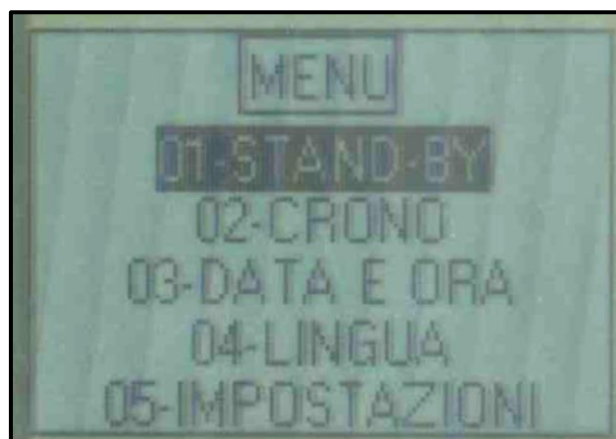 MENU
01-STAND-BY
02-CRONO
03-DATA E ORA
04-LINGUA
05-IMPOSTAZIONI